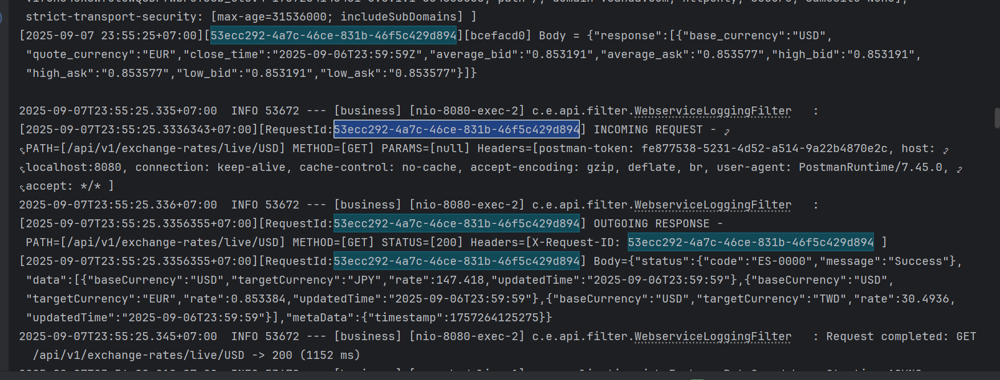 strict-transport-security: [max-age=31536000; includeSubDomains] ]
[2025-09-07 23:55:25+07:00][53ecc292-4a7c-46ce-831b-46f5c429d894][bcefacd0] Body = {"response":[{"base_currency":"USD",
"quote_currency":"EUR","close_time":"2025-09-06T23:59:59Z","average_bid":"0.853191","average_ask":"0.853577","high_bid":"0.853191",
"high_ask":"0.853577","low_bid":"0.853191","low_ask":"0.853577"}]}
2025-09-07T23:55:25.335+07:00  INFO 53672 --- [business] [nio-8080-exec-2] c.e.api.filter.WebserviceLoggingFilter   :
[2025-09-07T23:55:25.3336343+07:00][RequestId:53ecc292-4a7c-46ce-831b-46f5c429d894] INCOMING REQUEST -
PATH=[/api/v1/exchange-rates/live/USD] METHOD=[GET] PARAMS=[null] Headers=[postman-token: fe877538-5231-4d52-a514-9a22b4870e2c, host:
localhost:8080, connection: keep-alive, cache-control: no-cache, accept-encoding: gzip, deflate, br, user-agent: PostmanRuntime/7.45.0,
accept: */* ]
2025-09-07T23:55:25.336+07:00  INFO 53672 --- [business] [nio-8080-exec-2] c.e.api.filter.WebserviceLoggingFilter   :
[2025-09-07T23:55:25.3356355+07:00][RequestId:53ecc292-4a7c-46ce-831b-46f5c429d894] OUTGOING RESPONSE -
PATH=[/api/v1/exchange-rates/live/USD] METHOD=[GET] STATUS=[200] Headers=[X-Request-ID: 53ecc292-4a7c-46ce-831b-46f5c429d894 ]
[2025-09-07T23:55:25.3356355+07:00][RequestId:53ecc292-4a7c-46ce-831b-46f5c429d894] Body={"status":{"code":"ES-0000","message":"Success"},
"data":[{"baseCurrency":"USD","targetCurrency":"JPY","rate":147.418,"updatedTime":"2025-09-06T23:59:59"},{"baseCurrency":"USD",
"targetCurrency":"EUR","rate":0.853384,"updatedTime":"2025-09-06T23:59:59"},{"baseCurrency":"USD","targetCurrency":"TWD","rate":30.4936,
"updatedTime":"2025-09-06T23:59:59"}],"metaData":{"timestamp":1757264125275}}
2025-09-07T23:55:25.345+07:00  INFO 53672 --- [business] [nio-8080-exec-2] c.e.api.filter.WebserviceLoggingFilter   : Request completed: GET
/api/v1/exchange-rates/live/USD -> 200 (1152 ms)